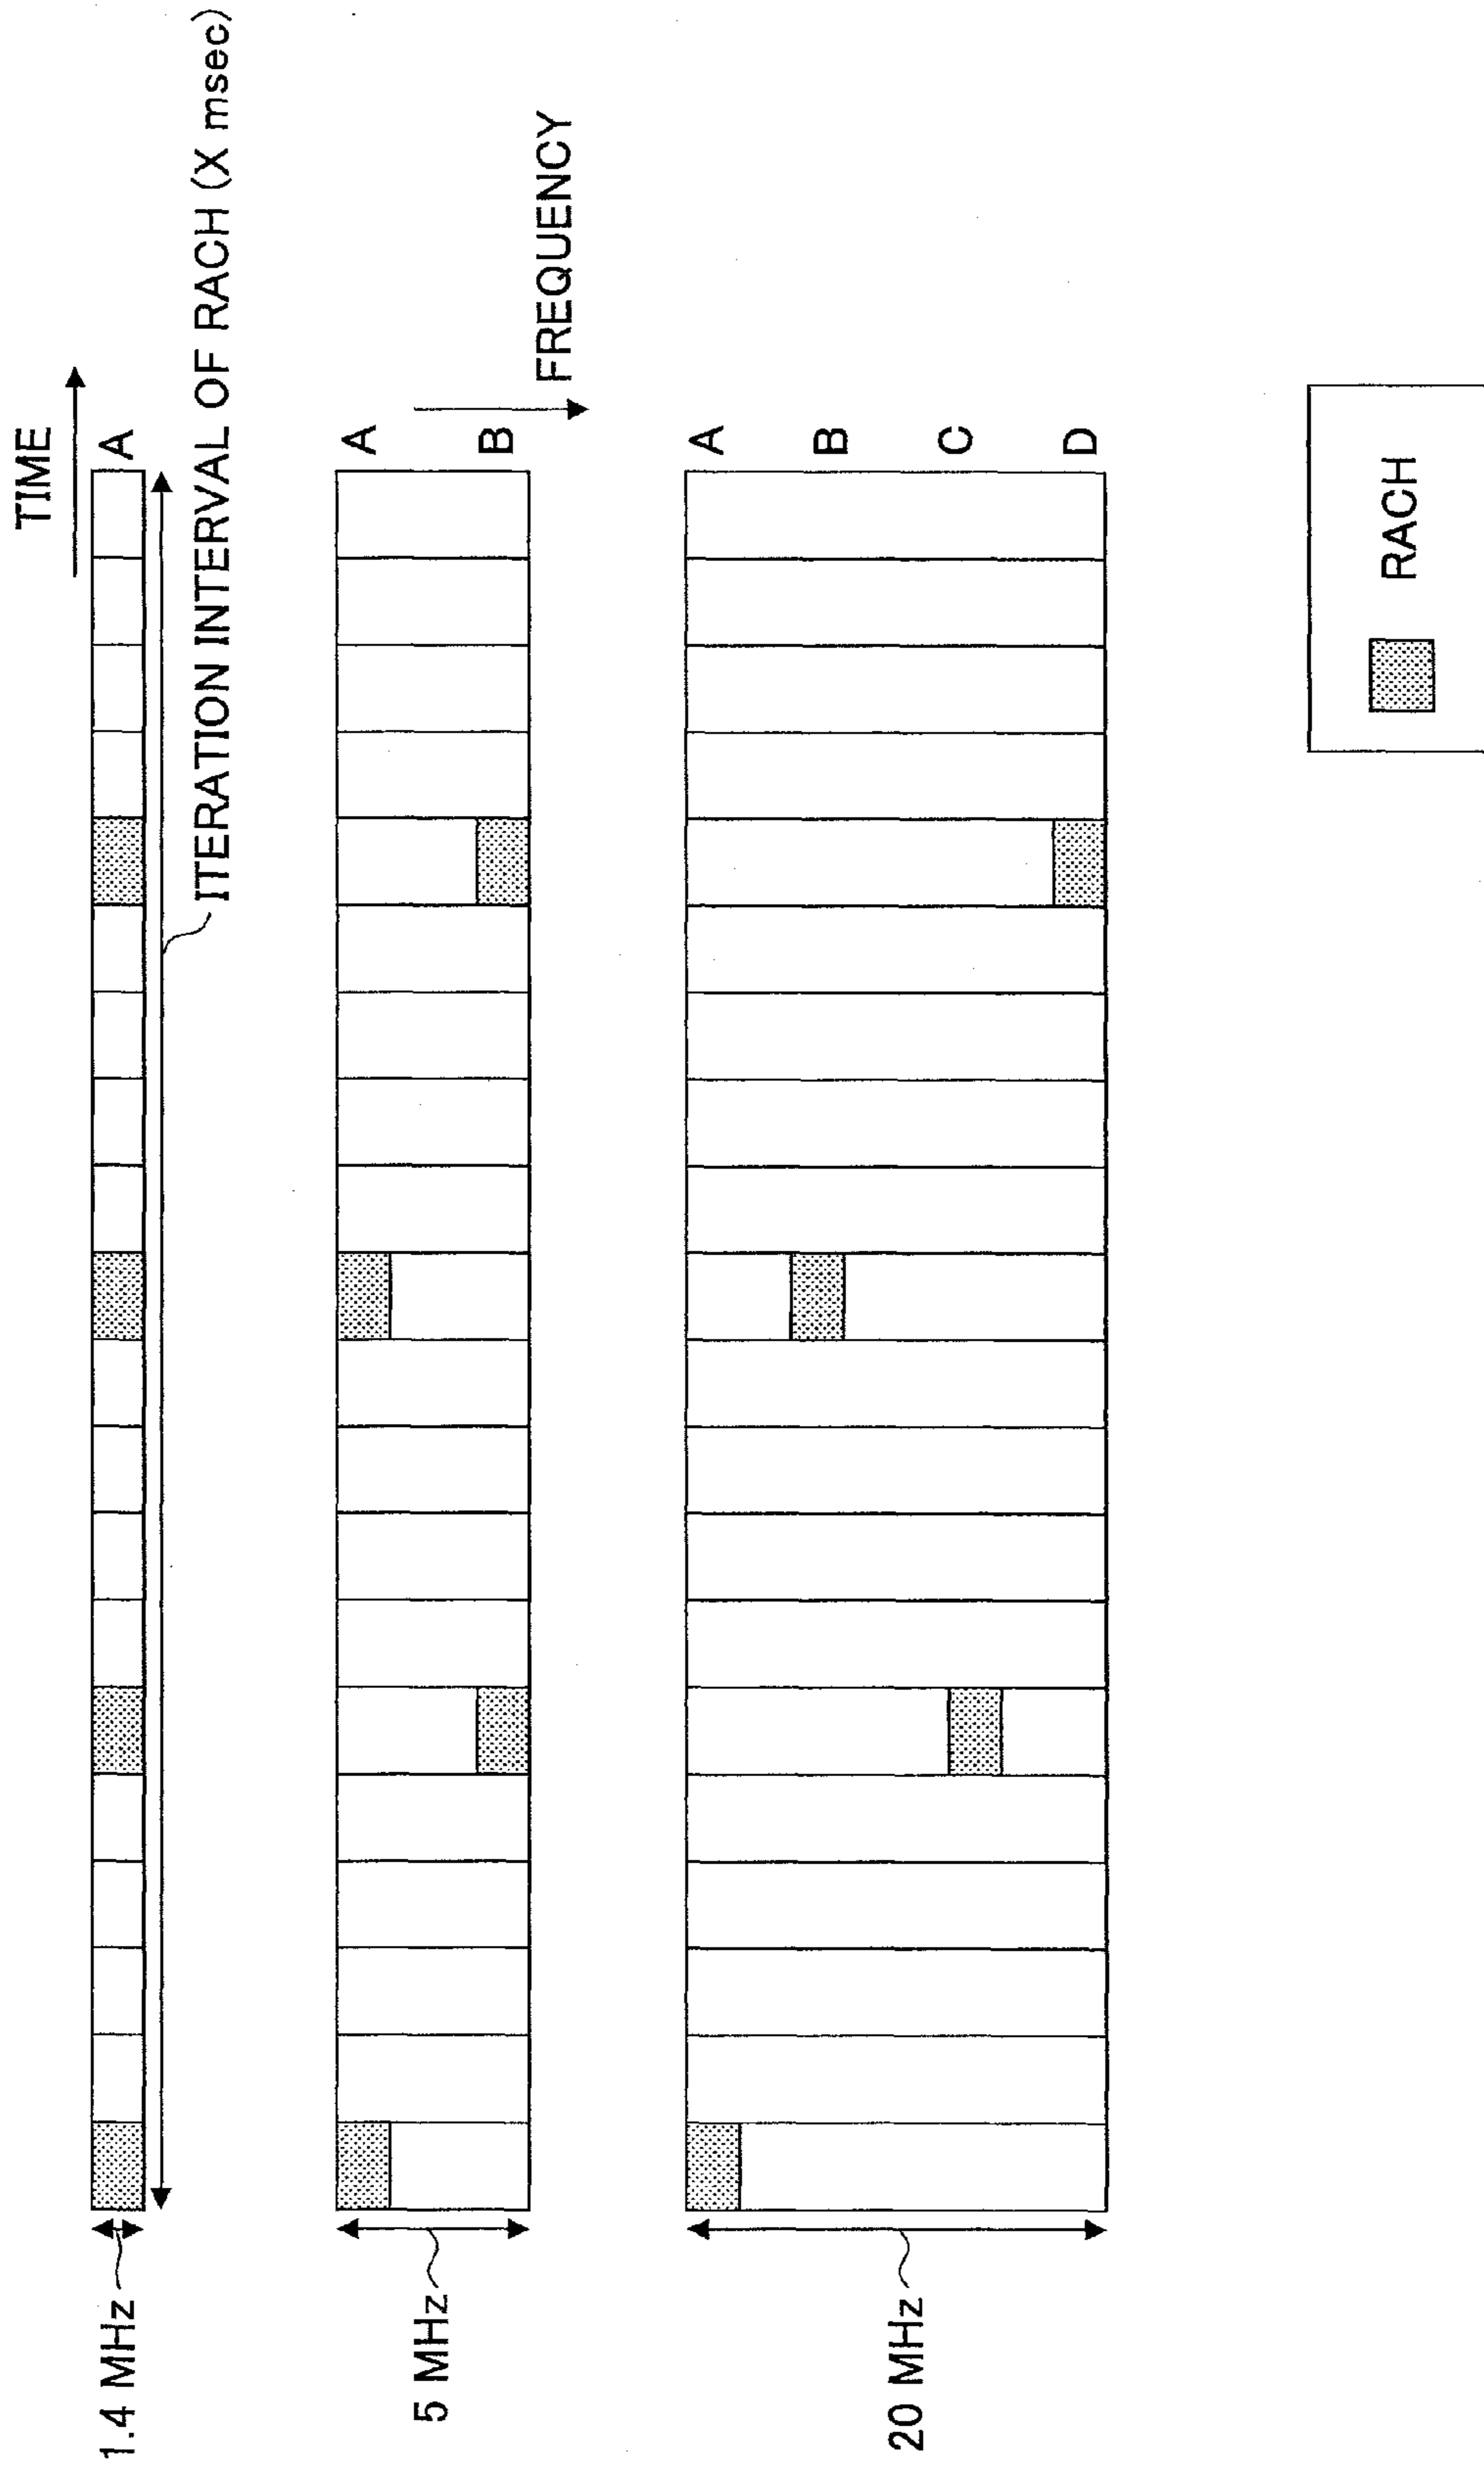 TIME
1.4 MHz
A
ITERATION INTERVAL OF RACH (X msec)
5 MHz
A
B
FREQUENCY
20 MHz
A
B
C
D
RACH